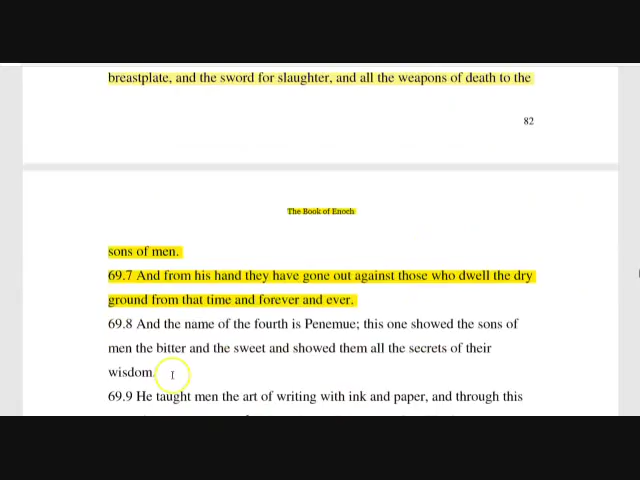 breastplate, and the sword for slaughter, and all the weapons of death to the
82
The Book of Enoch
sons of men.
69.7 And from his hand they have gone out against those who dwell the dry
ground from that time and forever and ever.
69.8 And the name of the fourth is Penemue; this one showed the sons of
men the bitter and the sweet and showed them all the secrets of their
wisdom.
69.9 He taught men the art of writing with ink and paper, and through this